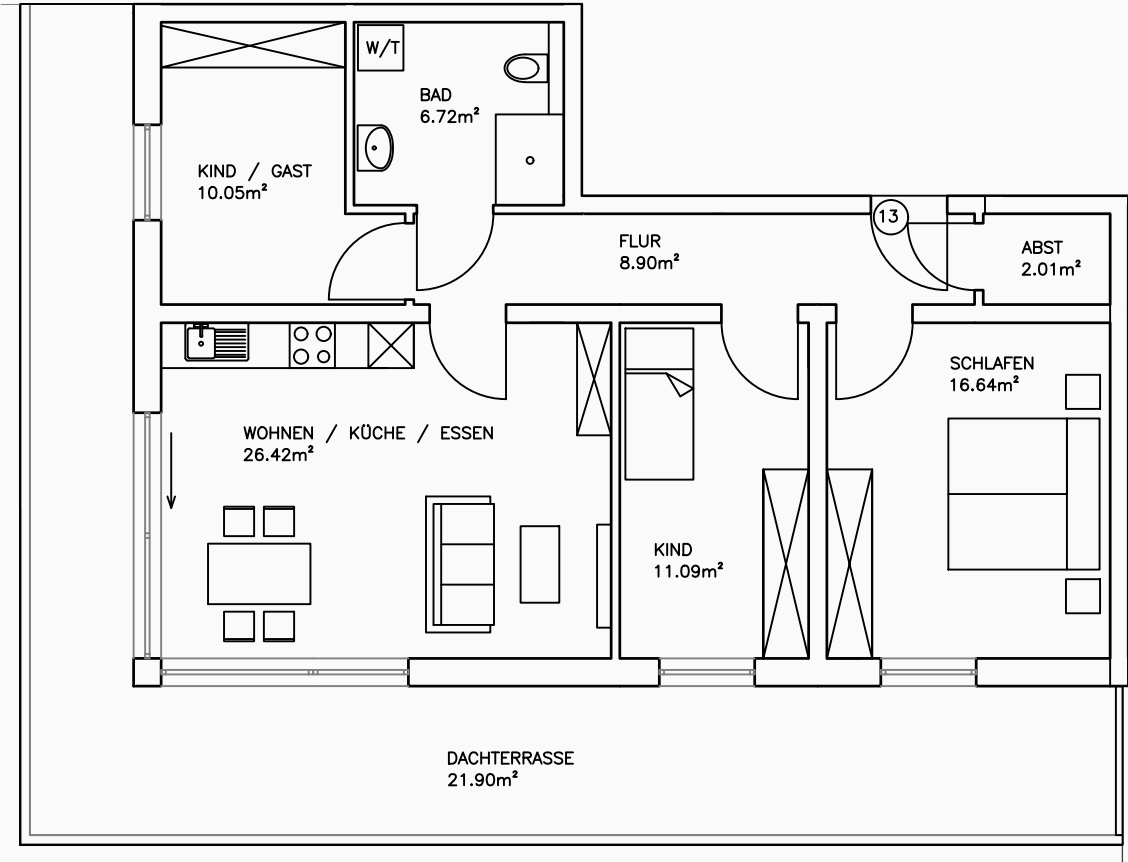 W/T
BAD
6.72m²
KIND / GAST
10.05m²
13
FLUR
8.90m²
ABST
2.01m²
SCHLAFEN
16.64m²
WOHNEN / KÜCHE / ESSEN
26.42m²
KIND
11.09m²
DACHTERRASSE
21.90m²